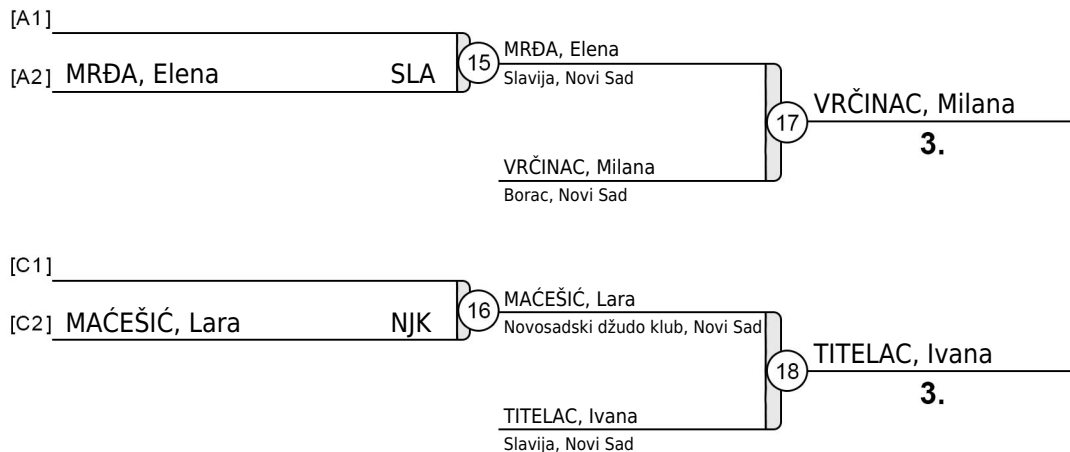 [A1]
[A2] MRĐA, Elena SLA
15
MRĐA, Elena
Slavija, Novi Sad
17
VRČINAC, Milana
3.
VRČINAC, Milana
Borac, Novi Sad
[C1]
[C2] MAĆEŠIĆ, Lara NJK
16
MAĆEŠIĆ, Lara
Novosadski džudo klub, Novi Sad
18
TITELAC, Ivana
3.
TITELAC, Ivana
Slavija, Novi Sad